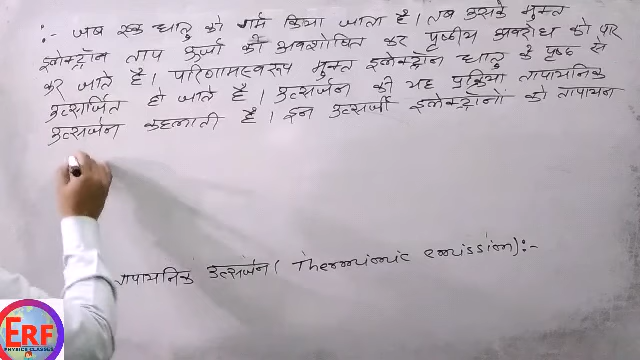 :- जब एक धातु को गर्म किया जाता है। तब उसके मुक्त
इलेक्ट्रॉन ताप ऊर्जा को अवशोषित कर पृष्ठीय अवरोध को पार
कर जाते है। परिणामस्वरूप मुक्त इलेक्ट्रॉन धातु के पृष्ठ से
उत्सर्जित हो जाते है। उत्सर्जन की यह प्रक्रिया तापायनिक
उत्सर्जन कहलाती है। इन उत्सर्जी इलेक्ट्रॉनों को तापायन
तापायनिक उत्सर्जन (Thermionic emission):-
ERF
PHYSICS CLASSES